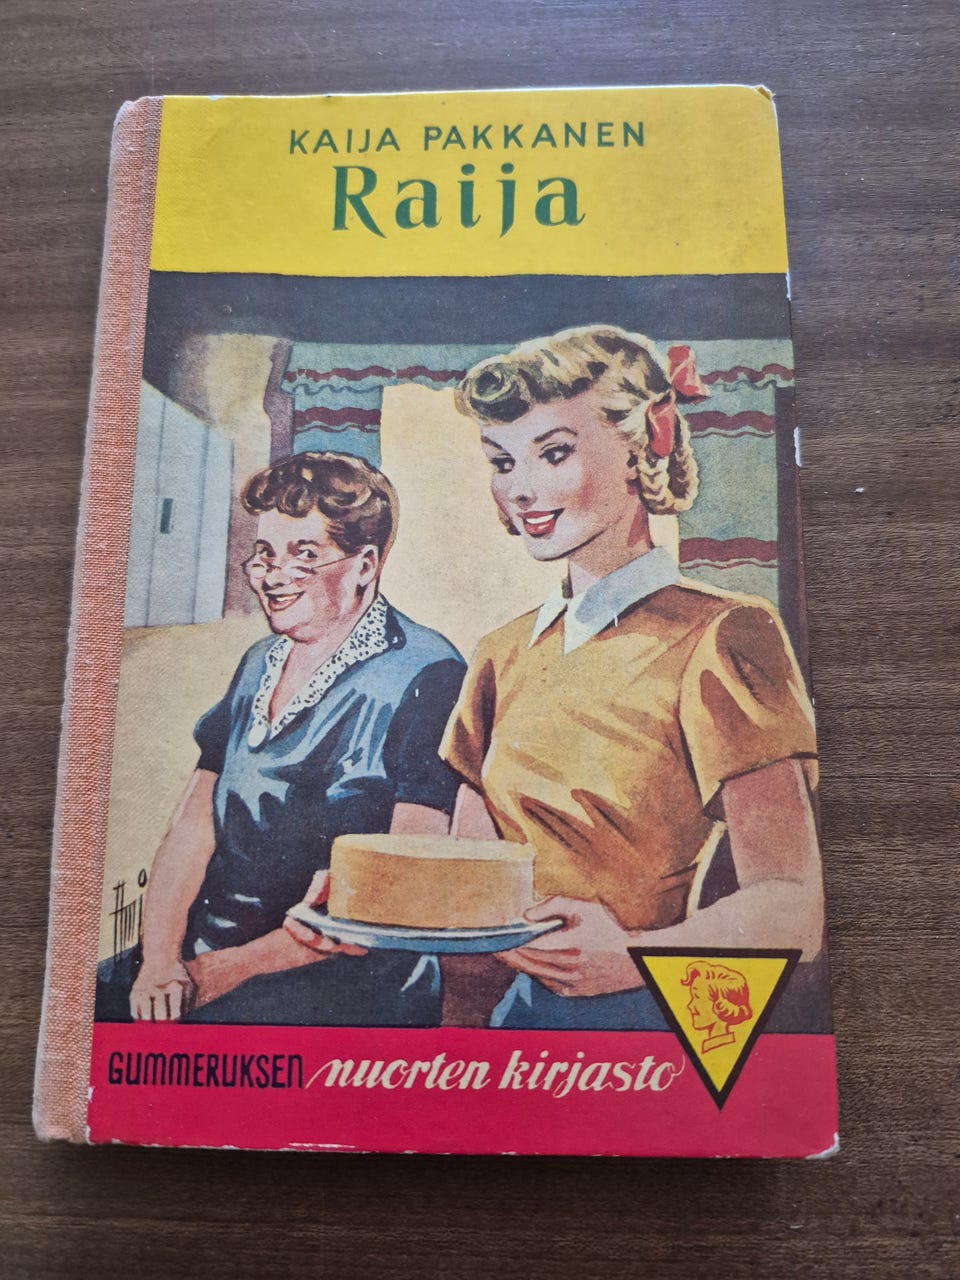 KAIJA PAKKANEN
Raija
GUMMERUKSEN nuorten kirjasto